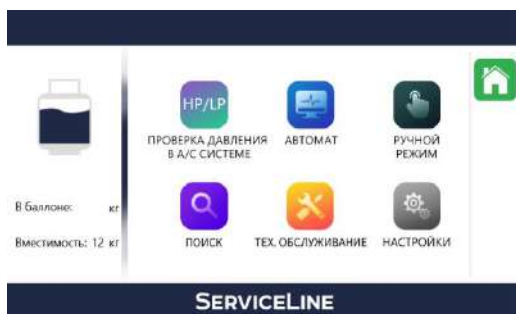 HP/LP
ПРОВЕРКА ДАВЛЕНИЯ
В А/С СИСТЕМЕ
АВТОМАТ
РУЧНОЙ
РЕЖИМ
В баллоне: кг
Вместимость: 12 кг
ПОИСК
ТЕХ. ОБСЛУЖИВАНИЕ
НАСТРОЙКИ
SERVICELINE